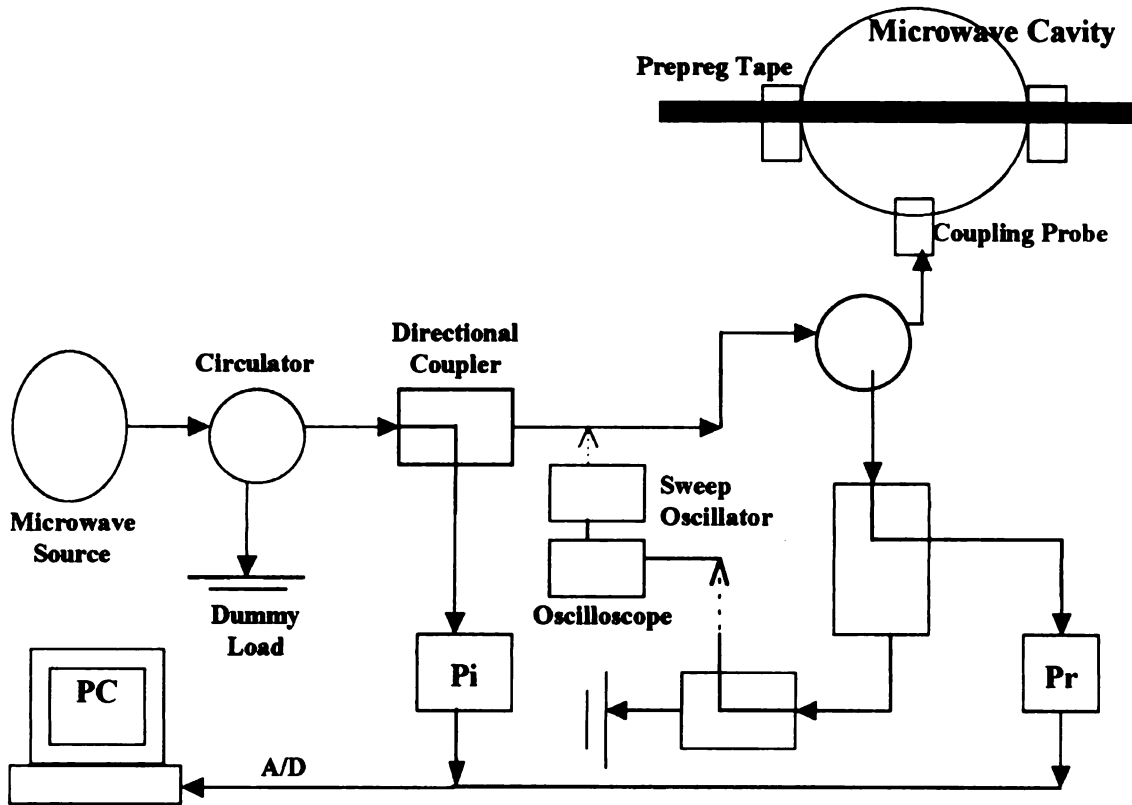 Microwave Cavity
Prepreg Tape
Coupling Probe
Directional
Coupler
Circulator
Microwave
Source
Sweep
Oscillator
Oscilloscope
Dummy
Load
Pi
Pr
PC
A/D